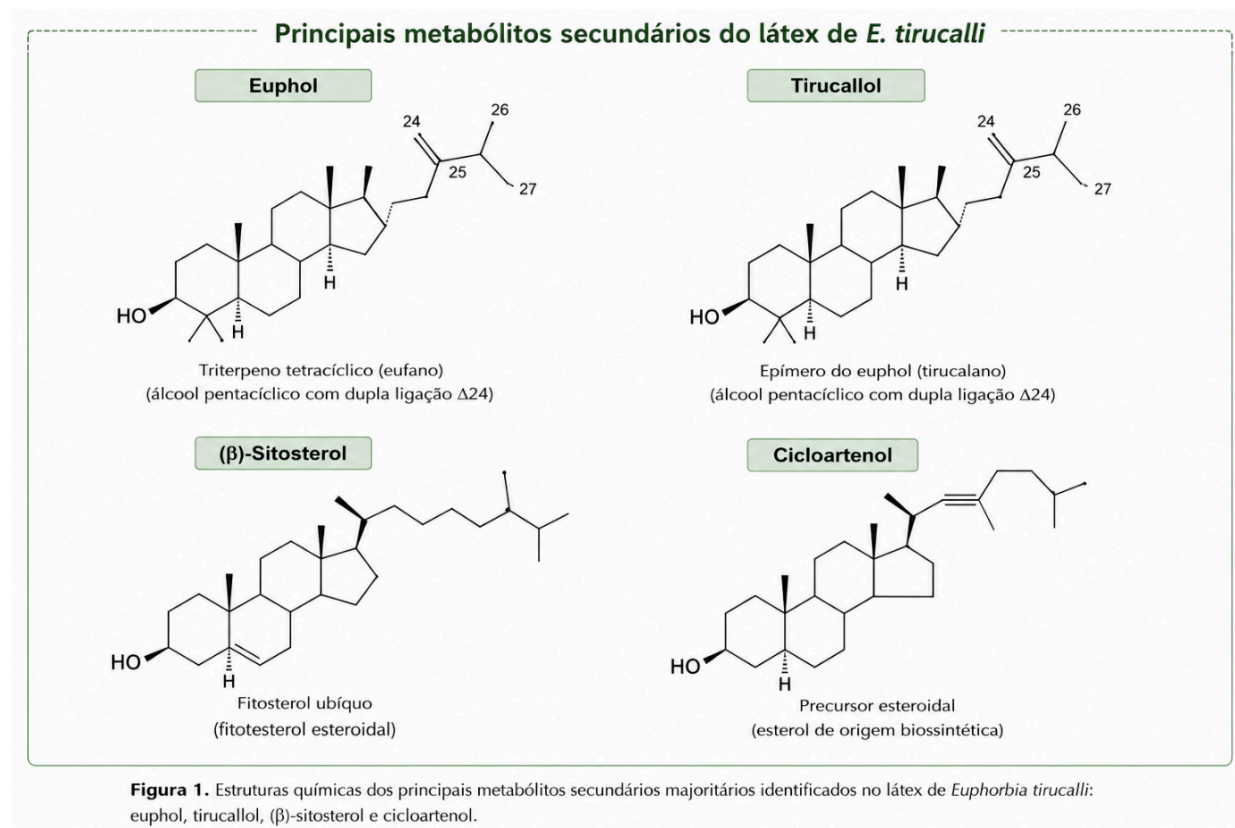 Principais metabólitos secundários do látex de E. tirucalli
Euphol
24
26
25
27
HO
H
H
Triterpeno tetracíclico (eufano)
(álcool pentacíclico com dupla ligação Δ24)
Tirucallol
24
26
25
27
HO
H
H
Epímero do euphol (tirucalano)
(álcool pentacíclico com dupla ligação Δ24)
(β)-Sitosterol
HO
H
Fitosterol ubíquo
(fitotesterol esteroidal)
Cicloartenol
HO
H
Precursor esteroidal
(esterol de origem biossintética)
Figura 1. Estruturas químicas dos principais metabólitos secundários majoritários identificados no látex de Euphorbia tirucalli:
euphol, tirucallol, (β)-sitosterol e cicloartenol.